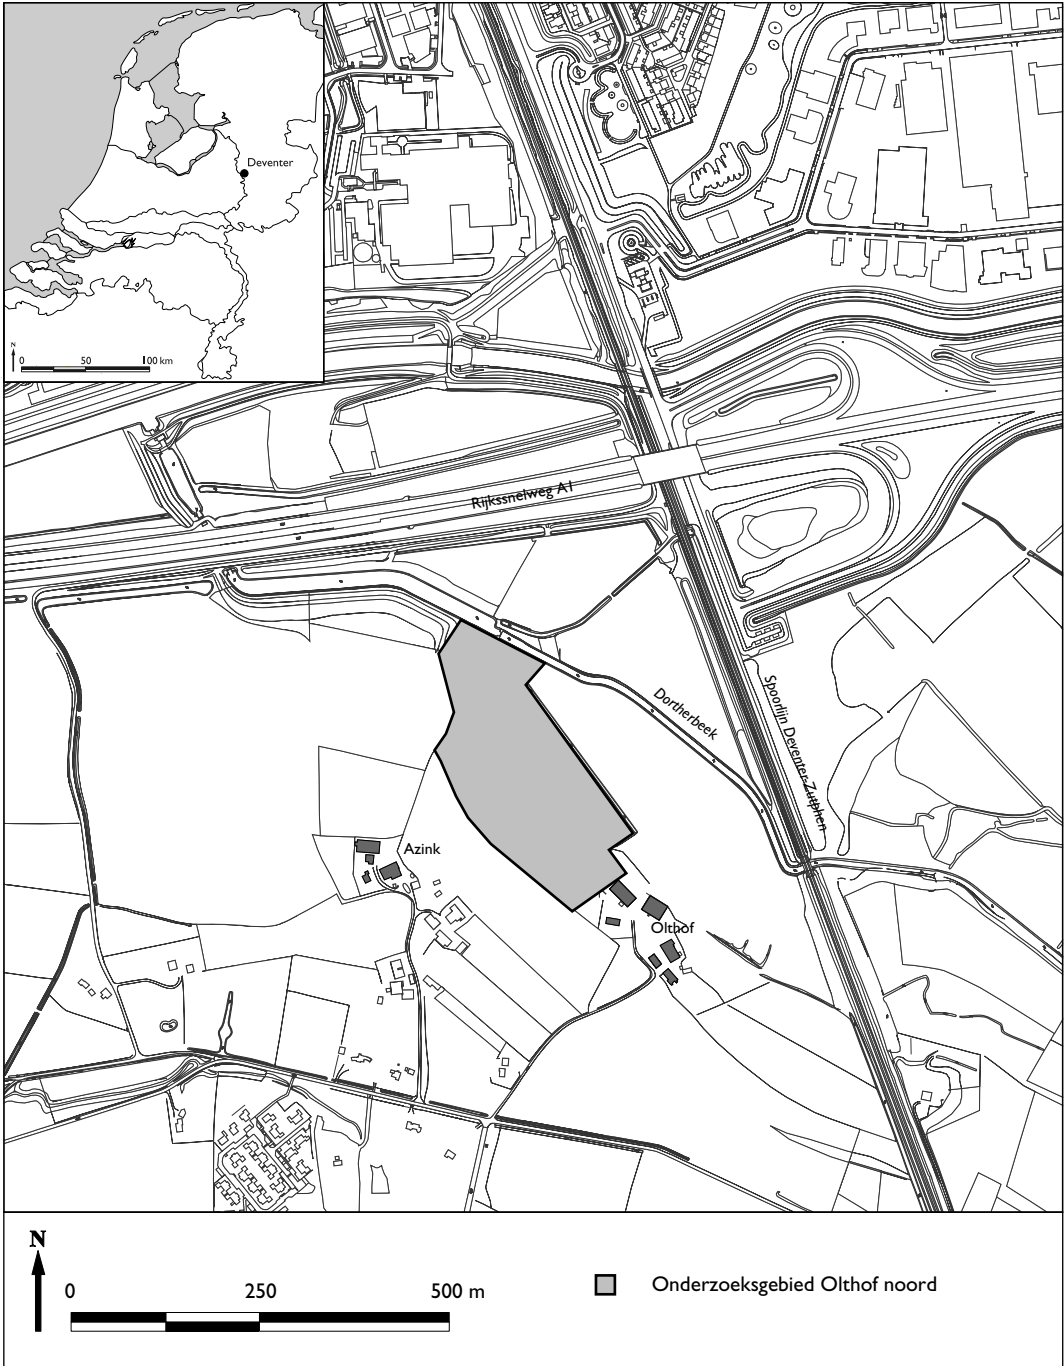 Deventer
N
0 50 100 km
Rijkssnelweg A1
Dortherbeek
Spoorlijn Deventer-Zutphen
Azink
Olthof
N
0 250 500 m
Onderzoeksgebied Olthof noord